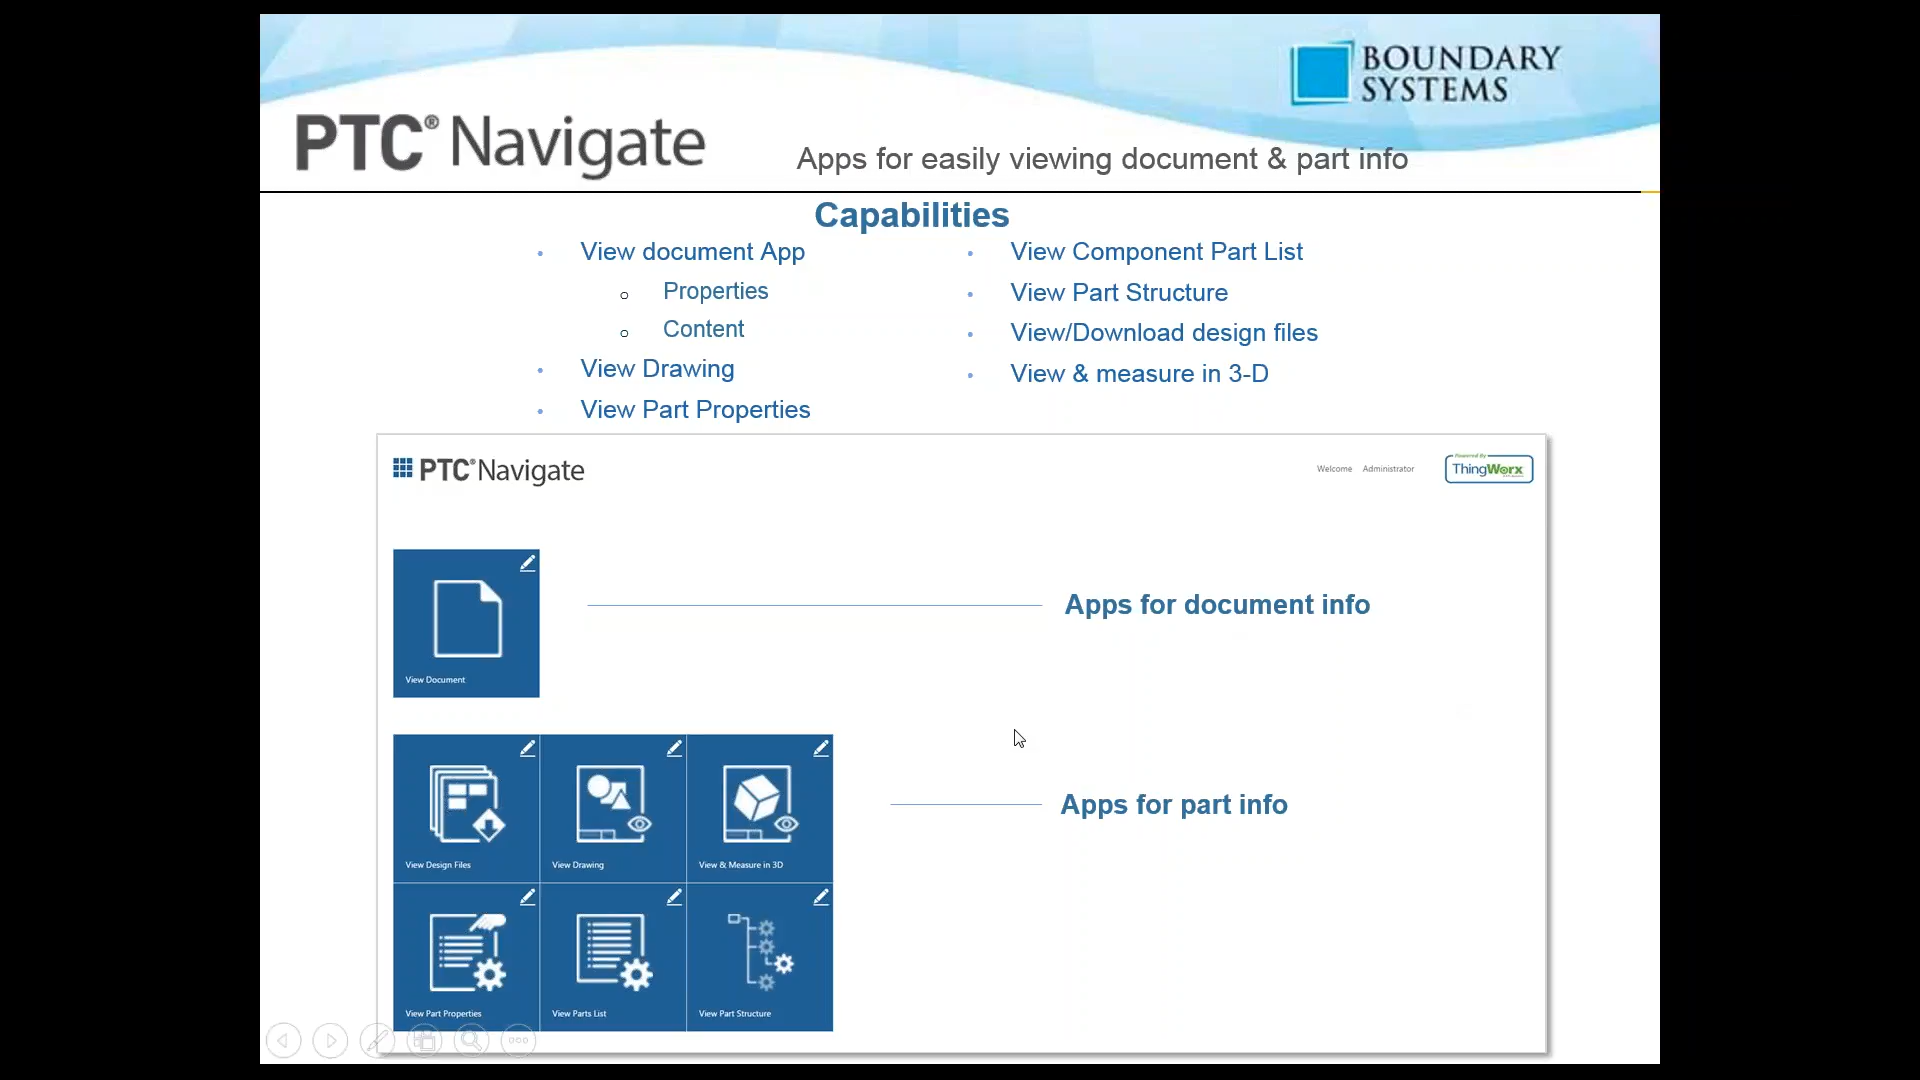 BOUNDARY
SYSTEMS
PTC® Navigate
Apps for easily viewing document & part info
Capabilities
• View document App
o Properties
o Content
• View Drawing
• View Part Properties
• View Component Part List
• View Part Structure
• View/Download design files
• View & measure in 3-D
PTC® Navigate
Welcome Administrator
Powered By
ThingWorx
View Document
Apps for document info
View Design Files
View Drawing
View & Measure in 3D
Apps for part info
View Part Properties
View Parts List
View Part Structure